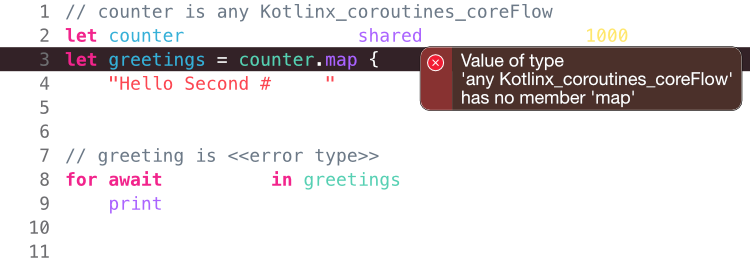 1 // counter is any Kotlinx_coroutines_coreFlow
2 let counter shared 1000
3 let greetings = counter.map {
Value of type
'any Kotlinx_coroutines_coreFlow'
has no member 'map'
4 "Hello Second # "
5
6
7 // greeting is <<error type>>
8 for await in greetings
9 print
10
11